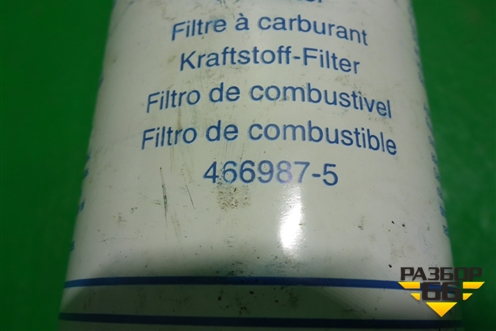 Filtre à carburant
Kraftstoff-Filter
Filtro de combustivel
Filtro de combustible
466987-5
РАЗБОР
66